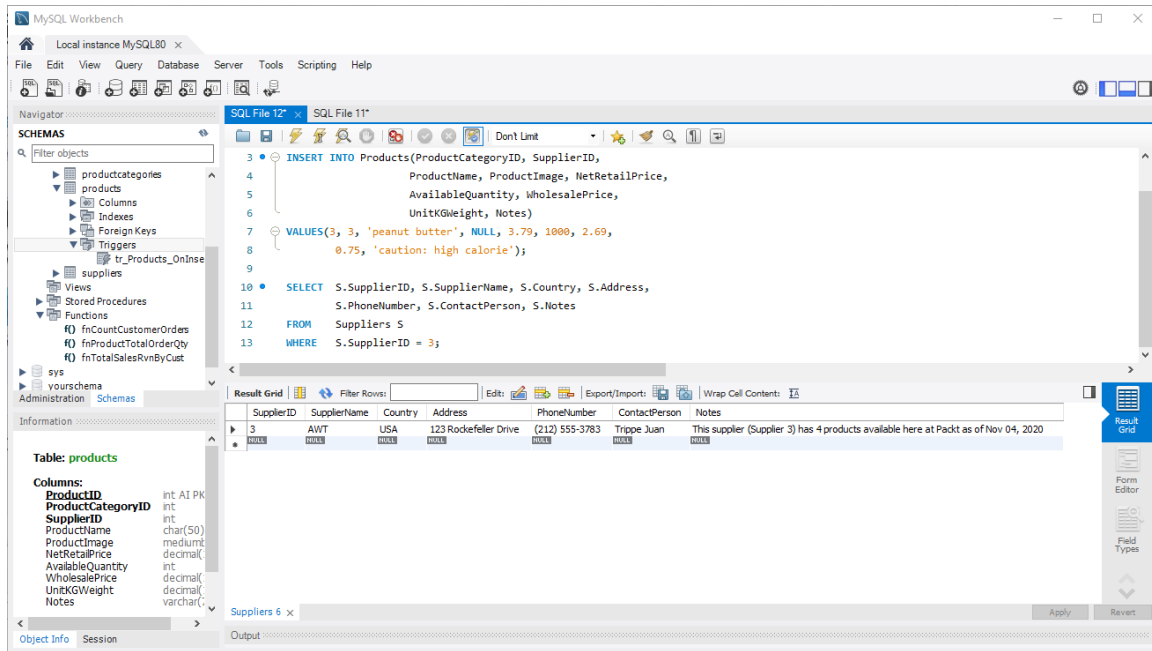 MySQL Workbench
Local instance MySQL80
File Edit View Query Database Server Tools Scripting Help
Navigator
SCHEMAS
Filter objects
productcategories
products
Columns
Indexes
Foreign Keys
Triggers
tr_Products_OnInse
suppliers
Views
Stored Procedures
Functions
f() fnCountCustomerOrders
f() fnProductTotalOrderQty
f() fnTotalSalesRvnByCust
sys
yourschema
Administration Schemas
Information
Table: products
Columns:
ProductID int AI PK
ProductCategoryID int
SupplierID int
ProductName char(50)
ProductImage mediumb
NetRetailPrice decimal(
AvailableQuantity int
WholesalePrice decimal(
UnitKGWeight decimal(
Notes varchar(
Object Info Session
SQL File 12* SQL File 11*
Don't Limit
3 INSERT INTO Products(ProductCategoryID, SupplierID,
4 ProductName, ProductImage, NetRetailPrice,
5 AvailableQuantity, WholesalePrice,
6 UnitKGWeight, Notes)
7 VALUES(3, 3, 'peanut butter', NULL, 3.79, 1000, 2.69,
8 0.75, 'caution: high calorie');
9
10 SELECT S.SupplierID, S.SupplierName, S.Country, S.Address,
11 S.PhoneNumber, S.ContactPerson, S.Notes
12 FROM Suppliers S
13 WHERE S.SupplierID = 3;
Result Grid Filter Rows: Edit: Export/Import: Wrap Cell Content:
SupplierID SupplierName Country Address PhoneNumber ContactPerson Notes
3 AWT USA 123 Rockefeller Drive (212) 555-3783 Trippe Juan This supplier (Supplier 3) has 4 products available here at Packt as of Nov 04, 2020
NULL NULL NULL NULL NULL NULL NULL
Result
Grid
Form
Editor
Field
Types
Suppliers 6
Apply Revert
Output